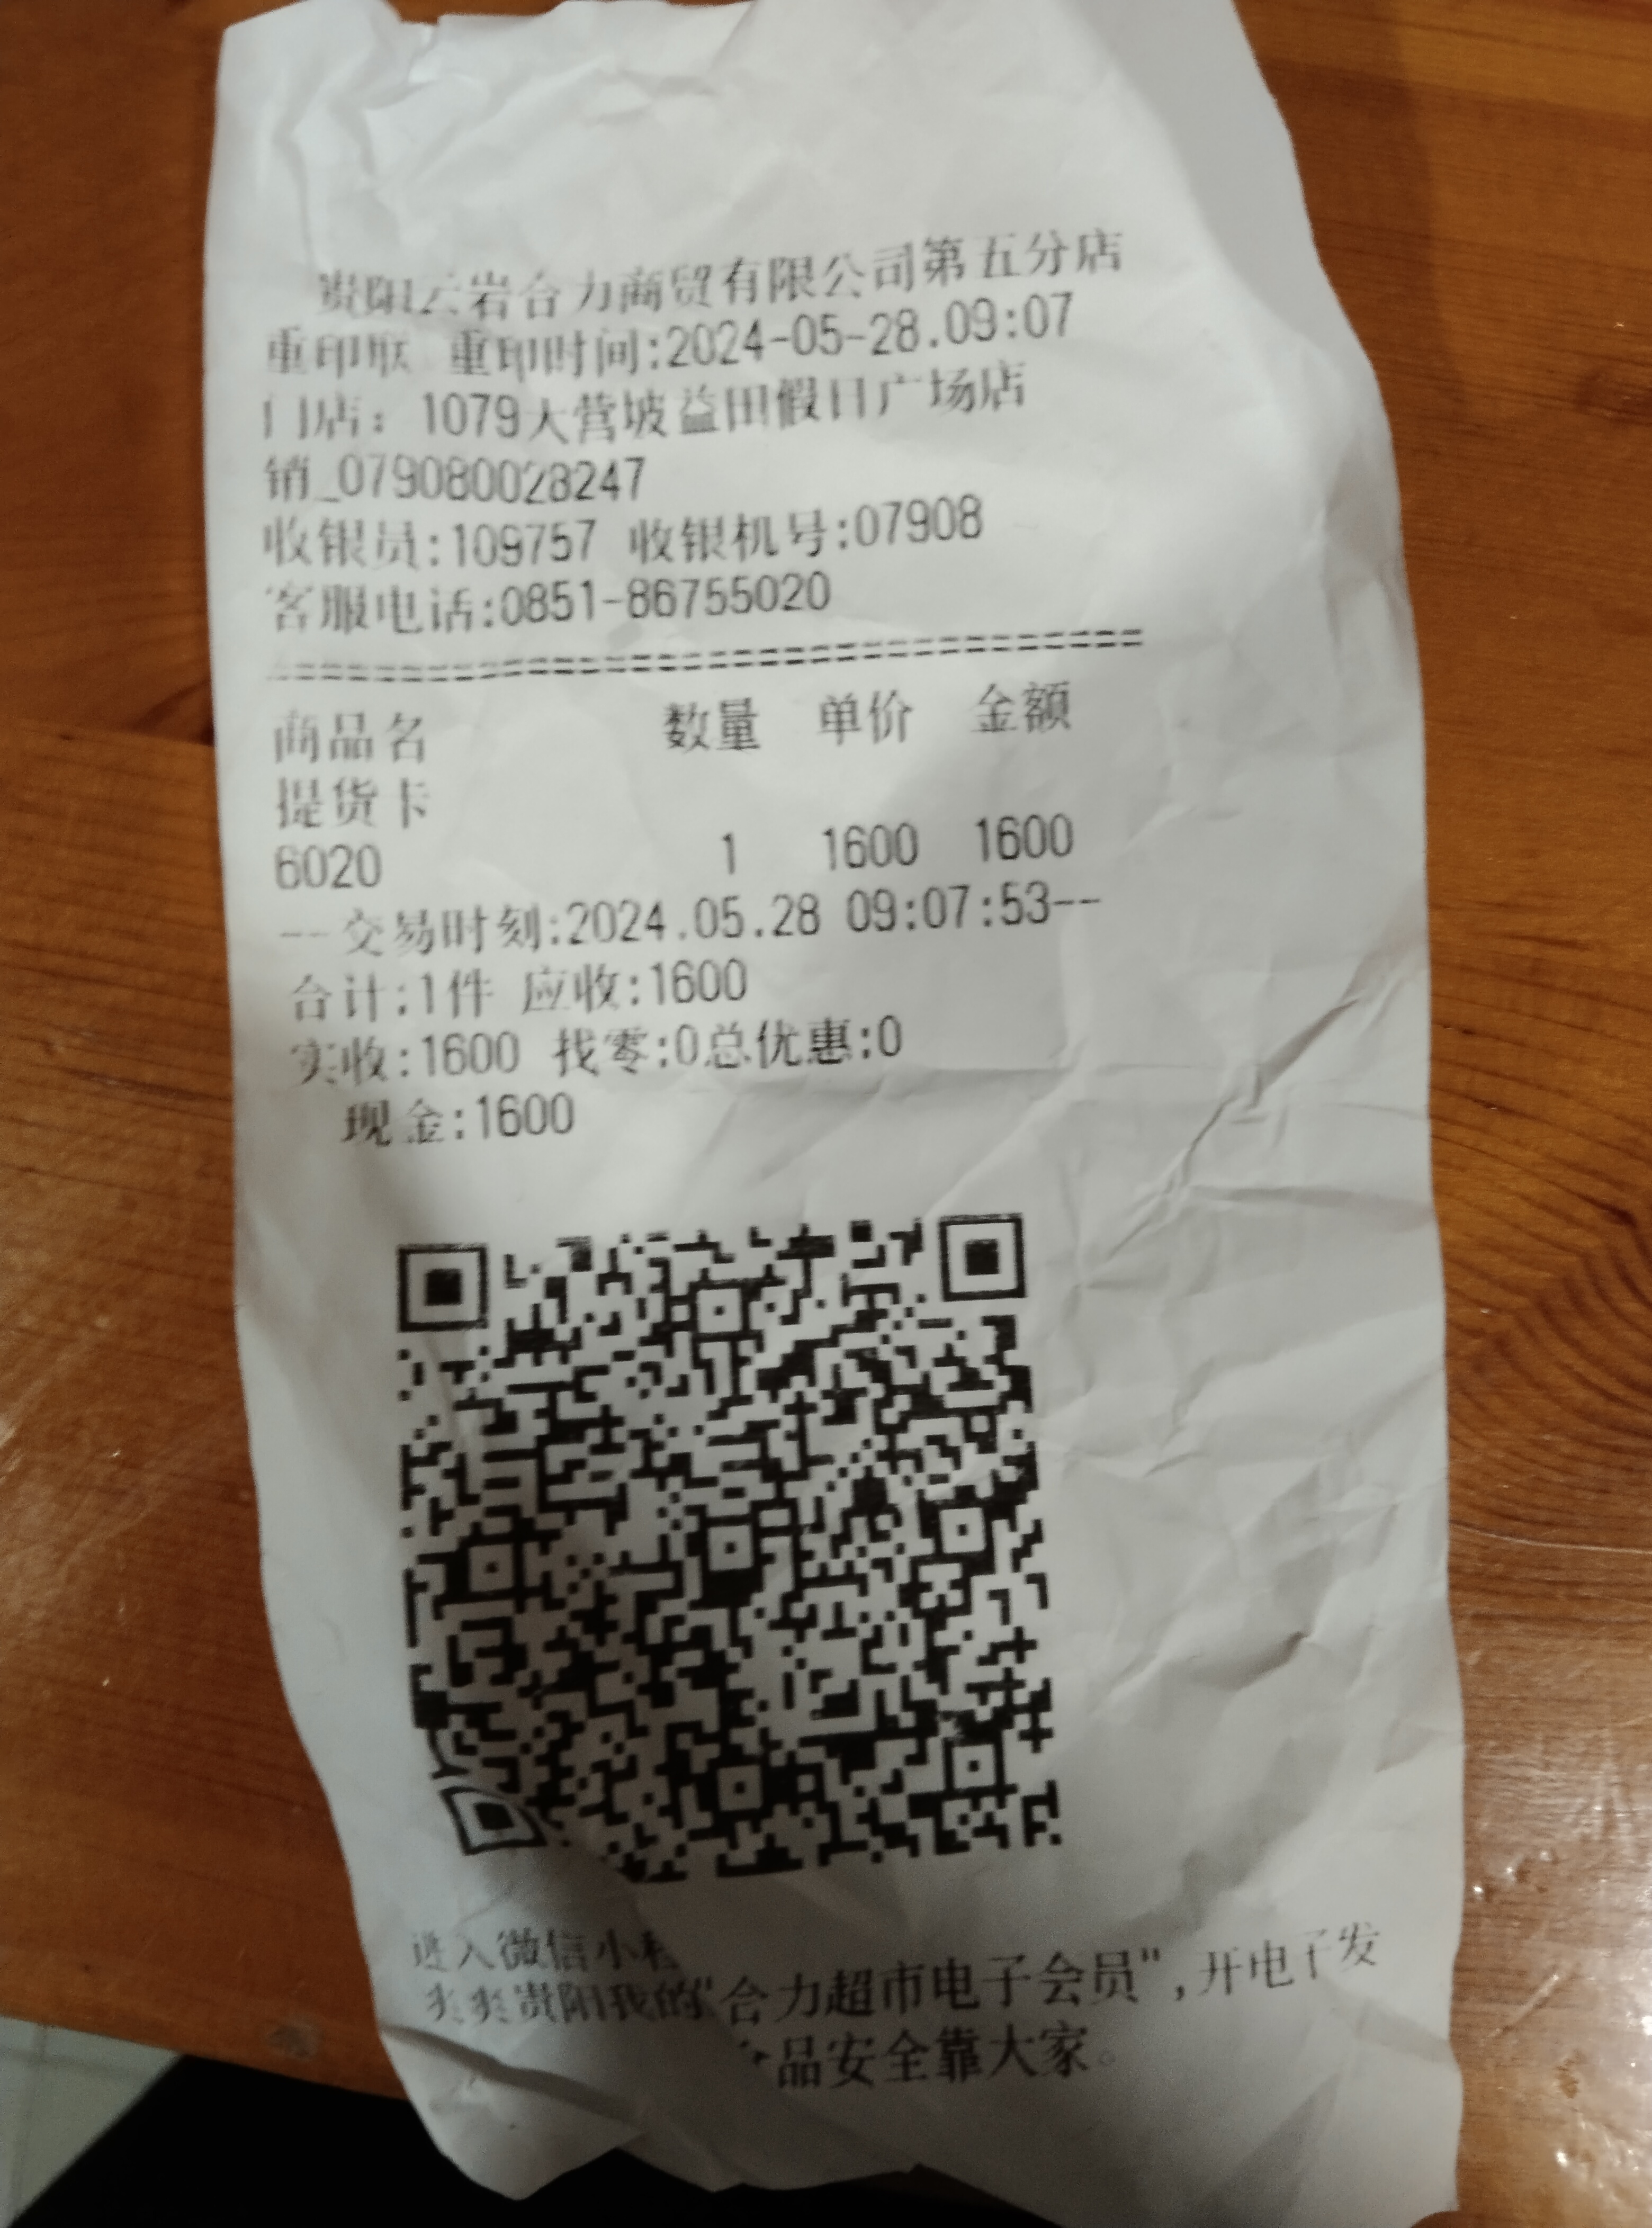 贵阳云岩合力商贸有限公司第五分店
重印联 重印时间:2024-05-28.09:07
门店: 1079大营坡益田假日广场店
销_079080028247
收银员:109757 收银机号:07908
客服电话:0851-86755020
==========================================
商品名 数量 单价 金额
提货卡
6020 1 1600 1600
--交易时刻:2024.05.28 09:07:53--
合计:1件 应收:1600
实收:1600 找零:0总优惠:0
现金:1600
进入微信小程
爽爽贵阳我的"合力超市电子会员",开电子发
品安全靠大家。